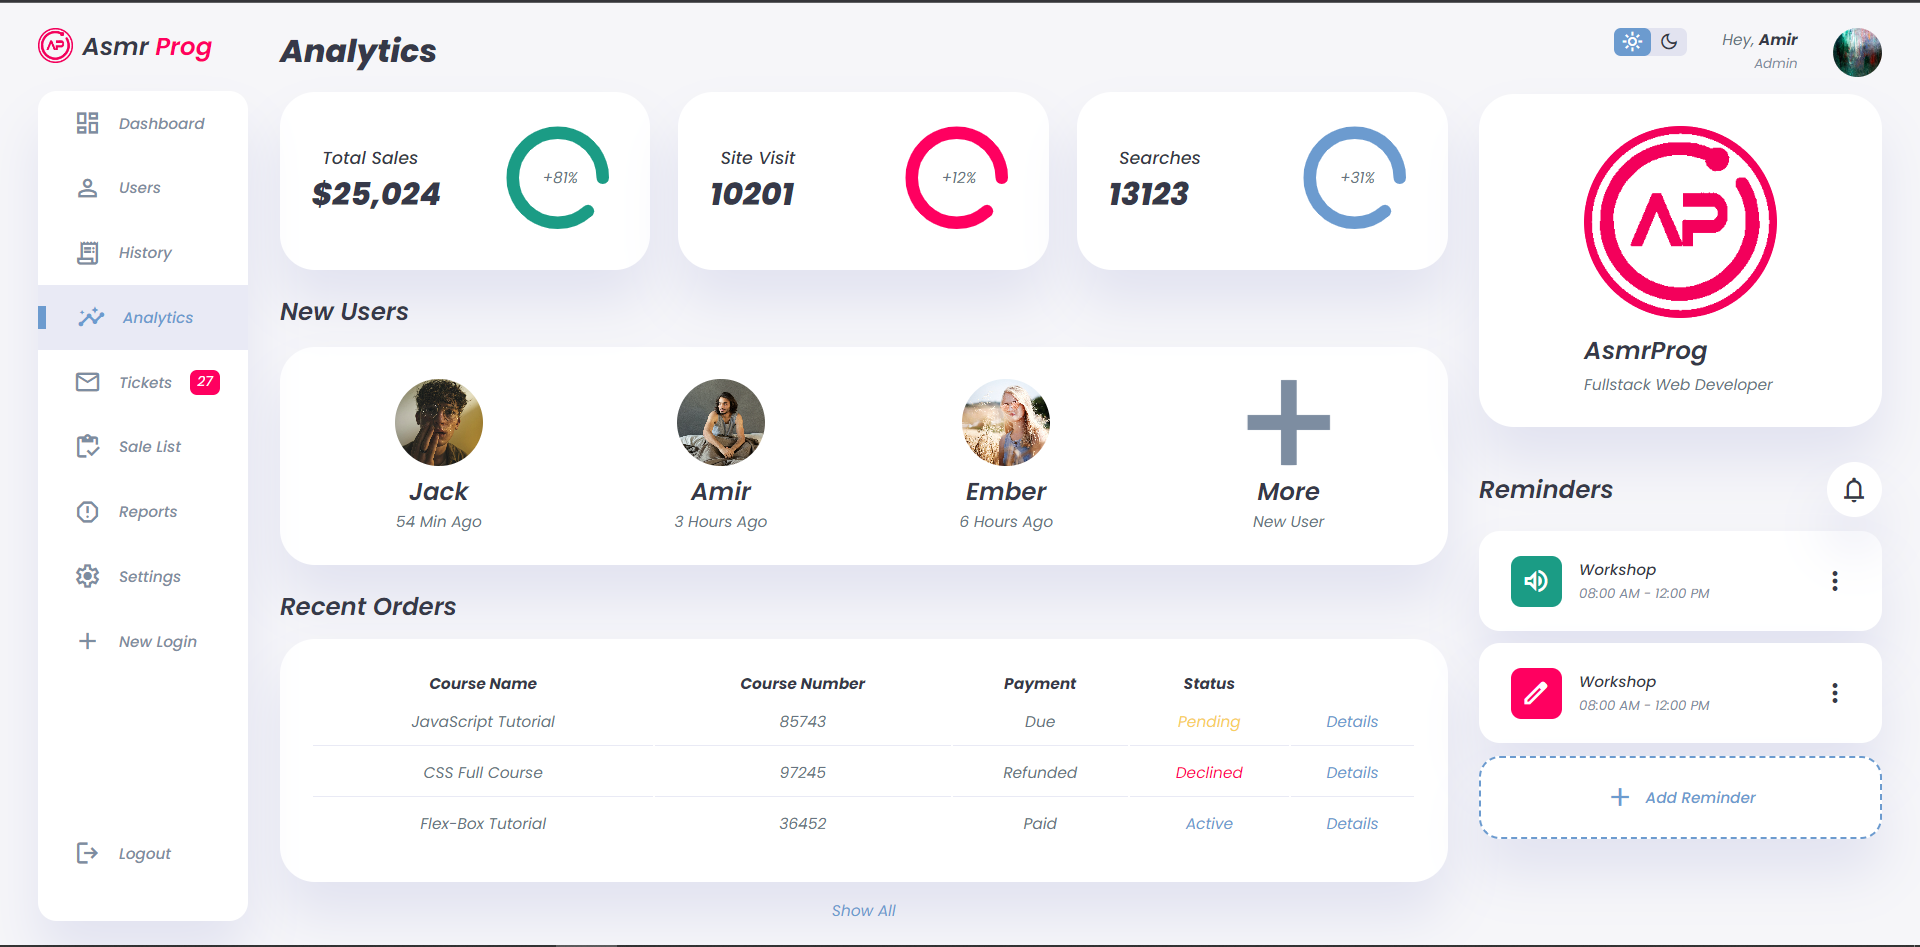 AP Asmr Prog
Dashboard
Users
History
Analytics
Tickets 27
Sale List
Reports
Settings
New Login
Logout
Analytics
Total Sales
$25,024
+81%
Site Visit
10201
+12%
Searches
13123
+31%
New Users
Jack
54 Min Ago
Amir
3 Hours Ago
Ember
6 Hours Ago
More
New User
Recent Orders
Course Name Course Number Payment Status
JavaScript Tutorial 85743 Due Pending Details
CSS Full Course 97245 Refunded Declined Details
Flex-Box Tutorial 36452 Paid Active Details
Show All
Hey, Amir
Admin
AP
AsmrProg
Fullstack Web Developer
Reminders
Workshop
08:00 AM - 12:00 PM
Workshop
08:00 AM - 12:00 PM
Add Reminder